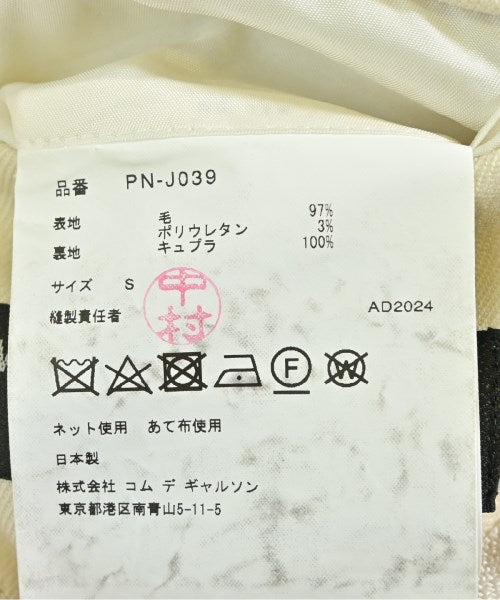 品番 PN-J039
表地 毛 97%
ポリウレタン 3%
裏地 キュプラ 100%
サイズ S
縫製責任者 中村 AD2024
F W
ネット使用 あて布使用
日本製
株式会社 コム デ ギャルソン
東京都港区南青山5-11-5